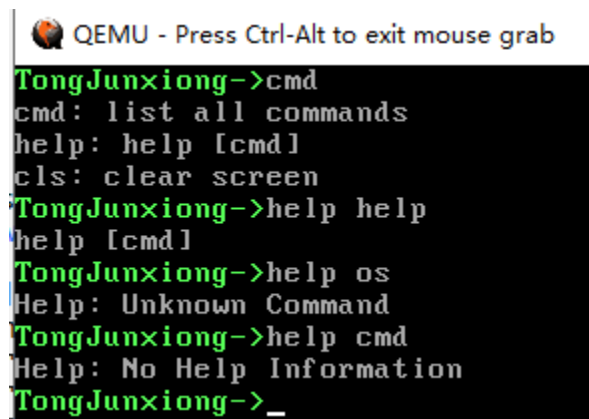 QEMU - Press Ctrl-Alt to exit mouse grab
TongJunxiong->cmd
cmd: list all commands
help: help [cmd]
cls: clear screen
TongJunxiong->help help
help [cmd]
TongJunxiong->help os
Help: Unknown Command
TongJunxiong->help cmd
Help: No Help Information
TongJunxiong->_